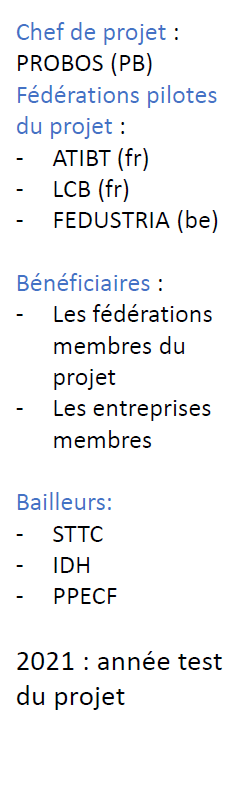 Chef de projet :
PROBOS (PB)
Fédérations pilotes
du projet :
- ATIBT (fr)
- LCB (fr)
- FEDUSTRIA (be)
Bénéficiaires :
- Les fédérations
membres du
projet
- Les entreprises
membres
Bailleurs:
- STTC
- IDH
- PPECF
2021 : année test
du projet